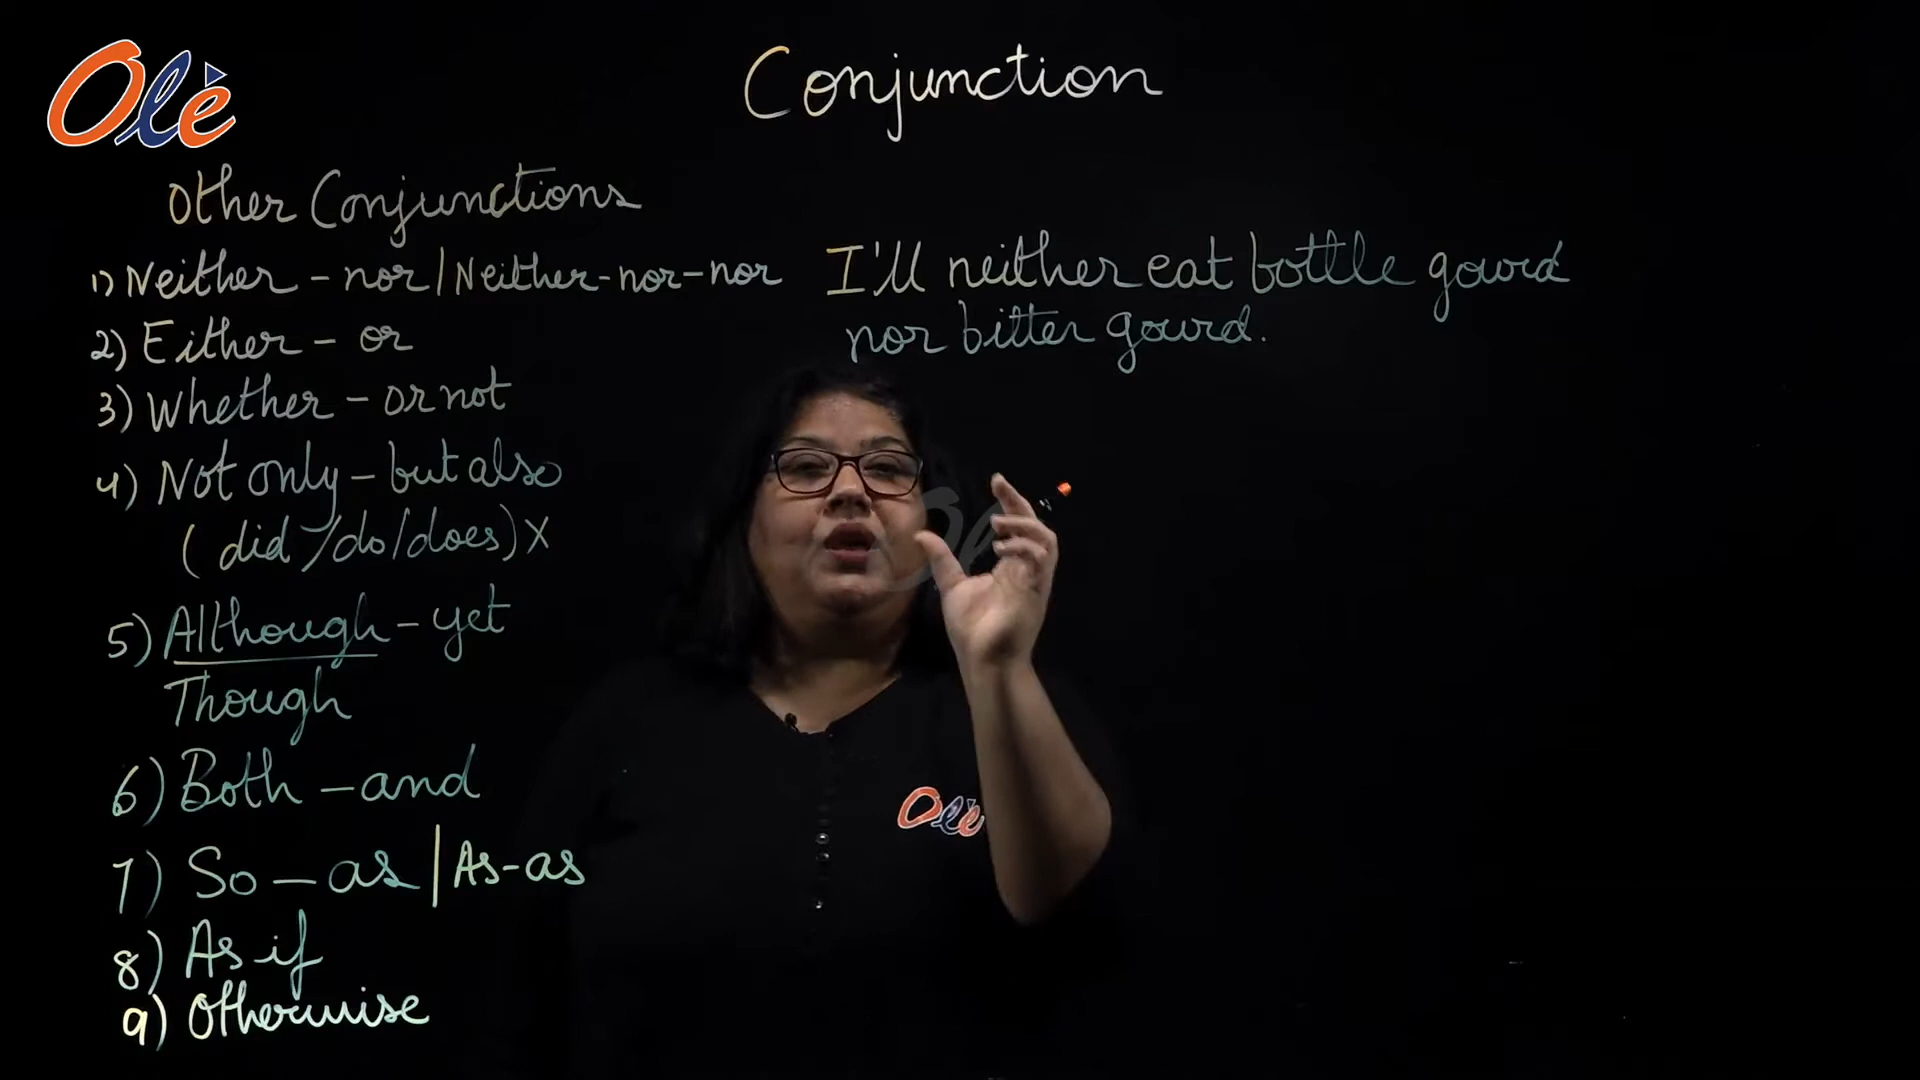 Olè
Conjunction
Other Conjunctions
1) Neither - nor | Neither-nor-nor
2) Either - or
3) Whether - or not
4) Not only - but also
(did/do/does) X
5) Although - yet
Though
6) Both - and
7) So - as | As-as
8) As if
9) Otherwise
I'll neither eat bottle gourd
nor bitter gourd.
Olè